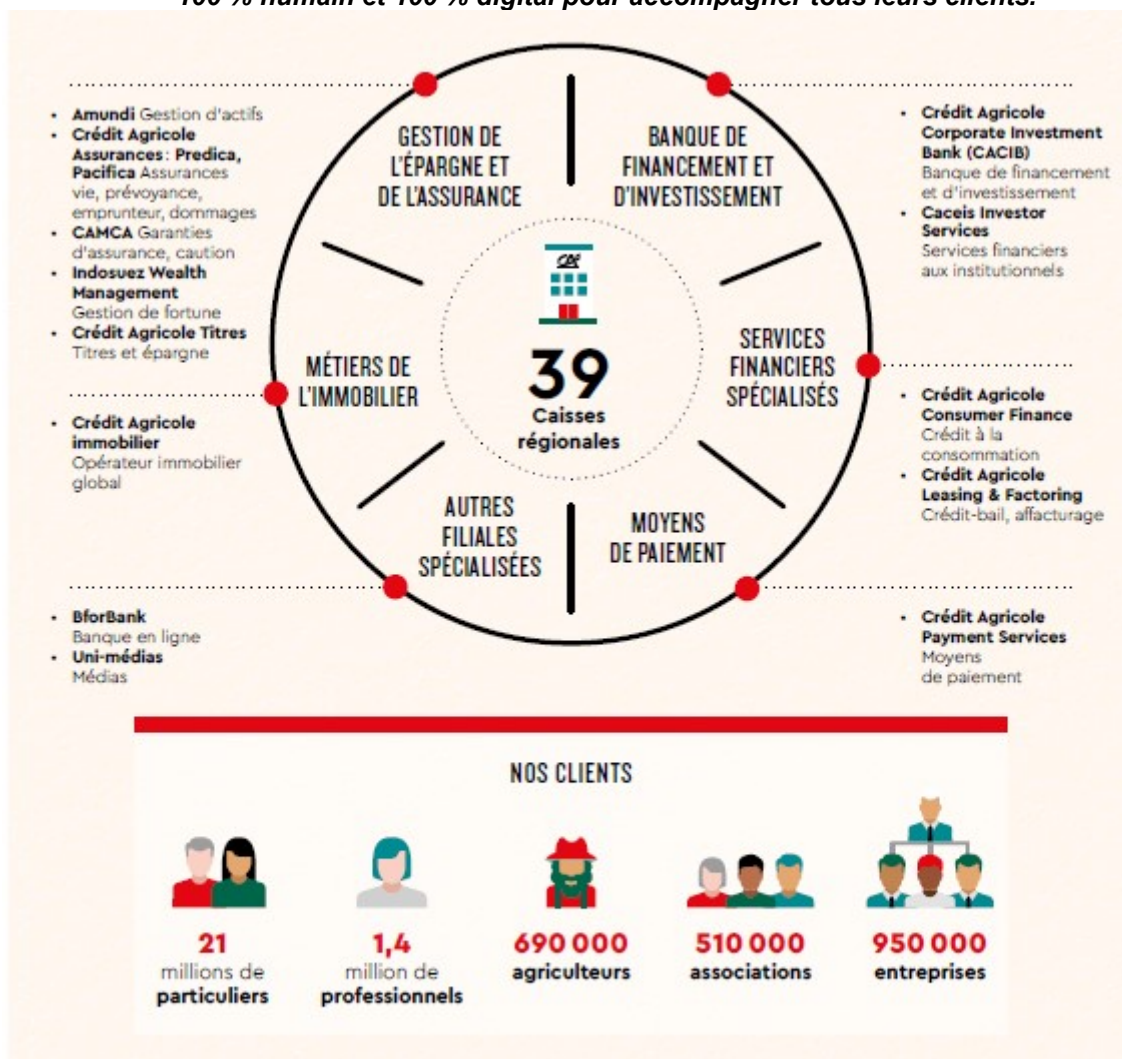 100 % humain et 100 % digital pour accompagner tous leurs clients.
• Amundi Gestion d'actifs
• Crédit Agricole
Assurances : Predica,
Pacifica Assurances
vie, prévoyance,
emprunteur, dommages
• CAMCA Garanties
d'assurance, caution
• Indosuez Wealth
Management
Gestion de fortune
• Crédit Agricole Titres
Titres et épargne
• Crédit Agricole
immobilier
Opérateur immobilier
global
• BforBank
Banque en ligne
• Uni-médias
Médias
GESTION DE
L'ÉPARGNE ET
DE L'ASSURANCE
BANQUE DE
FINANCEMENT ET
D'INVESTISSEMENT
MÉTIERS DE
L'IMMOBILIER
CA
39
Caisses
régionales
SERVICES
FINANCIERS
SPÉCIALISÉS
AUTRES
FILIALES
SPÉCIALISÉES
MOYENS
DE PAIEMENT
• Crédit Agricole
Corporate Investment
Bank (CACIB)
Banque de financement
et d'investissement
• Caceis Investor
Services
Services financiers
aux institutionnels
• Crédit Agricole
Consumer Finance
Crédit à la
consommation
• Crédit Agricole
Leasing & Factoring
Crédit-bail, affacturage
• Crédit Agricole
Payment Services
Moyens
de paiement
NOS CLIENTS
21
millions de
particuliers
1,4
million de
professionnels
690 000
agriculteurs
510 000
associations
950 000
entreprises